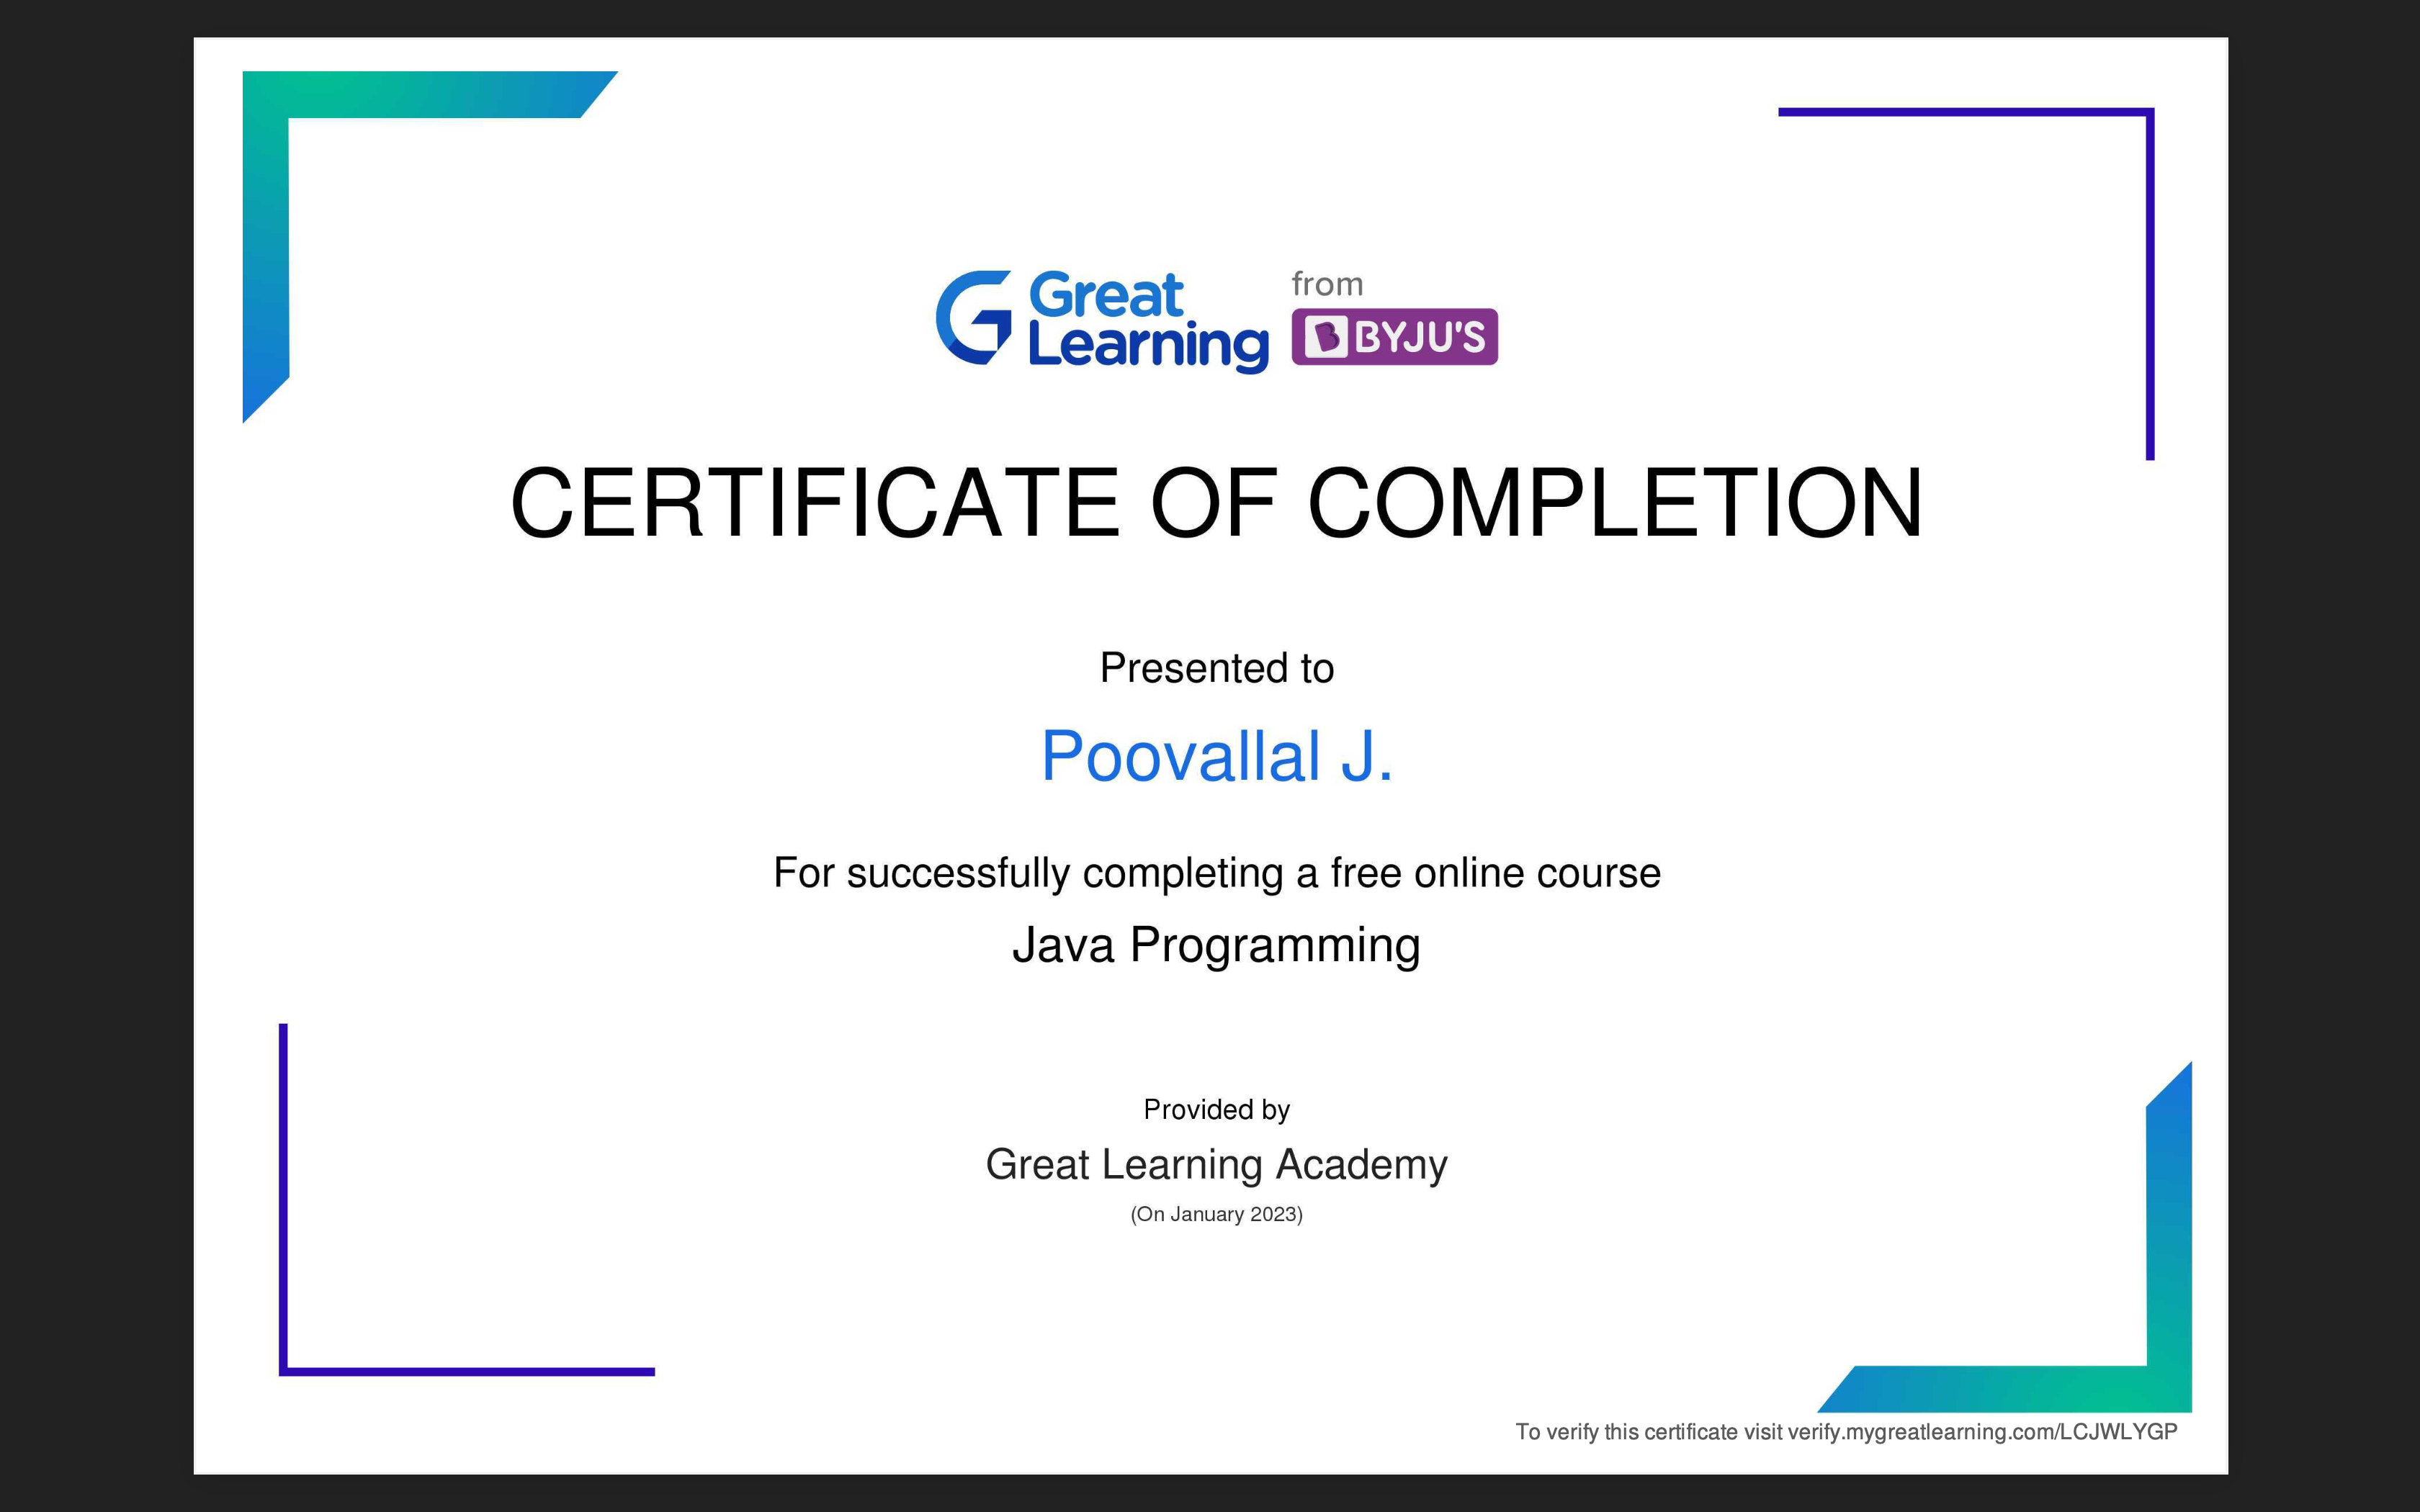 Great
Learning
from
BYJU'S
CERTIFICATE OF COMPLETION
Presented to
Poovallal J.
For successfully completing a free online course
Java Programming
Provided by
Great Learning Academy
(On January 2023)
To verify this certificate visit verify.mygreatlearning.com/LCJWLYGP